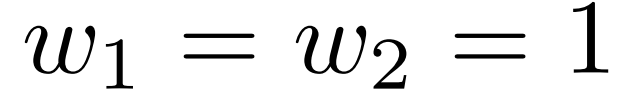 w₁ = w₂ = 1